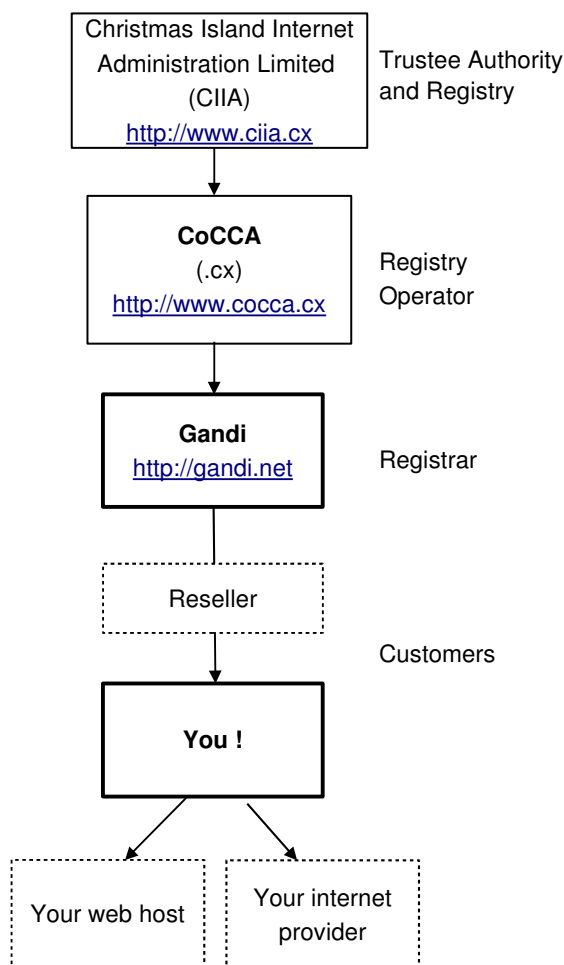 Christmas Island Internet
Administration Limited
(CIIA)
http://www.ciia.cx
Trustee Authority
and Registry
CoCCA
(.cx)
http://www.cocca.cx
Registry
Operator
Gandi
http://gandi.net
Registrar
Reseller
Customers
You !
Your web host
Your internet
provider